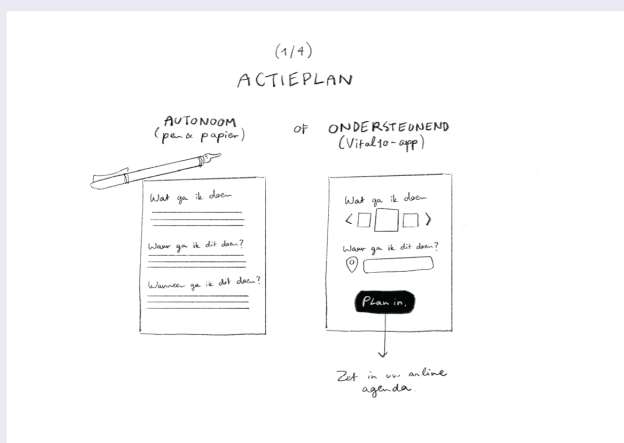 (1/4)
ACTIEPLAN
AUTONOOM
(pen & papier)
OF
ONDERSTEUNEND
(Vital10-app)
Wat ga ik doen
Waar ga ik dit doen?
Wanneer ga ik dit doen?
Wat ga ik doen
Waar ga ik dit doen?
Plan in.
Zet in uw online
agenda.